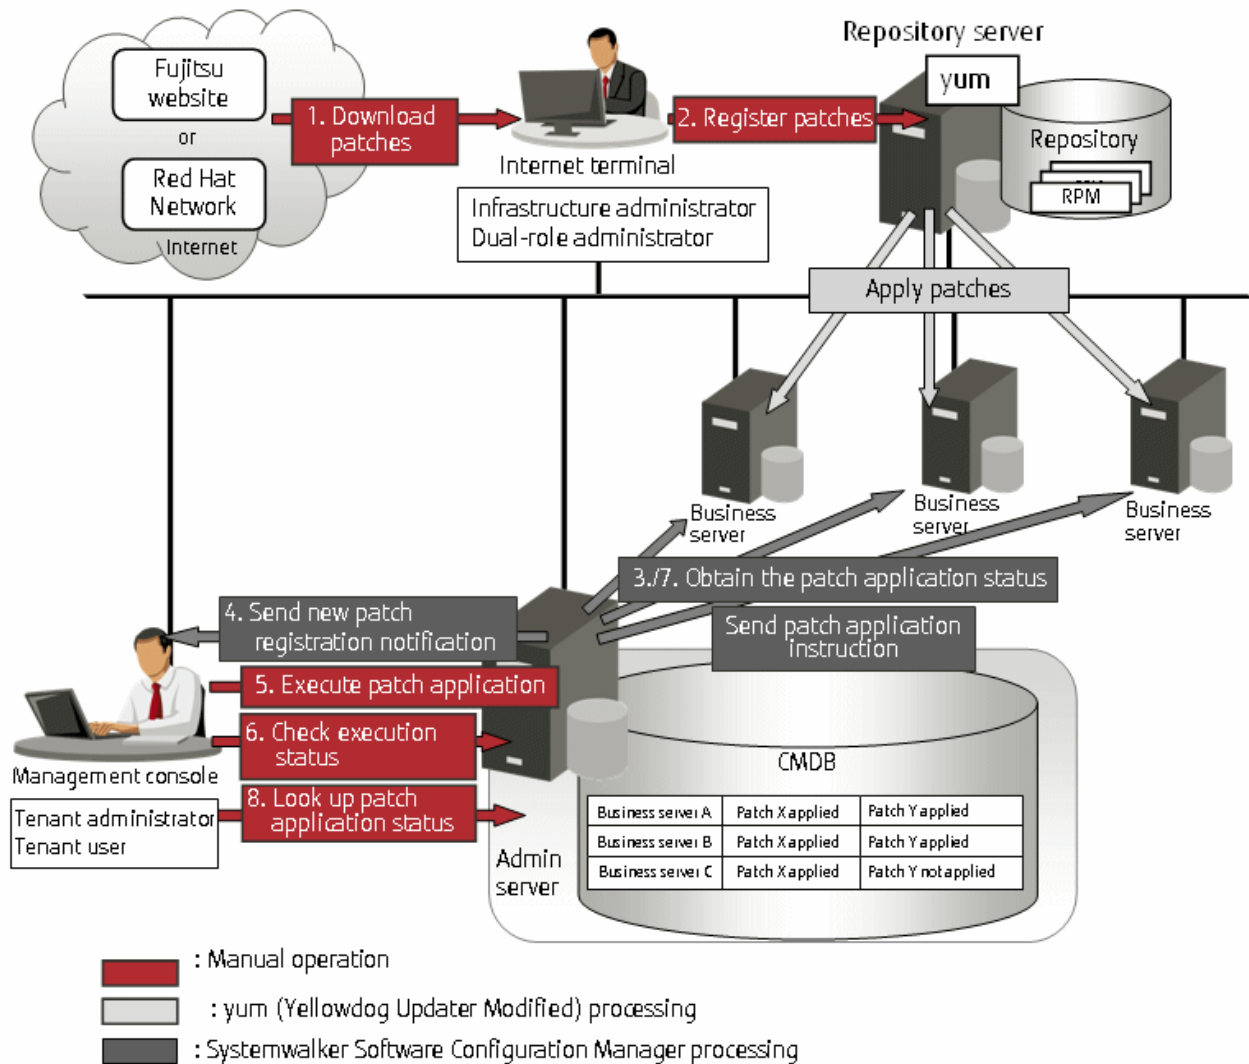 Fujitsu
website
or
Red Hat
Network
Internet
1. Download
patches
Internet terminal
Infrastructure administrator
Dual-role administrator
2. Register patches
Repository server
yum
Repository
RPM
Apply patches
Business
server
Business
server
Business
server
3./7. Obtain the patch application status
Send patch application
instruction
4. Send new patch
registration notification
5. Execute patch application
6. Check execution
status
Management console
8. Look up patch
application status
Tenant administrator
Tenant user
Admin
server
CMDB
Business server A Patch X applied Patch Y applied
Business server B Patch X applied Patch Y applied
Business server C Patch X applied Patch Y not applied
: Manual operation
: yum (Yellowdog Updater Modified) processing
: Systemwalker Software Configuration Manager processing